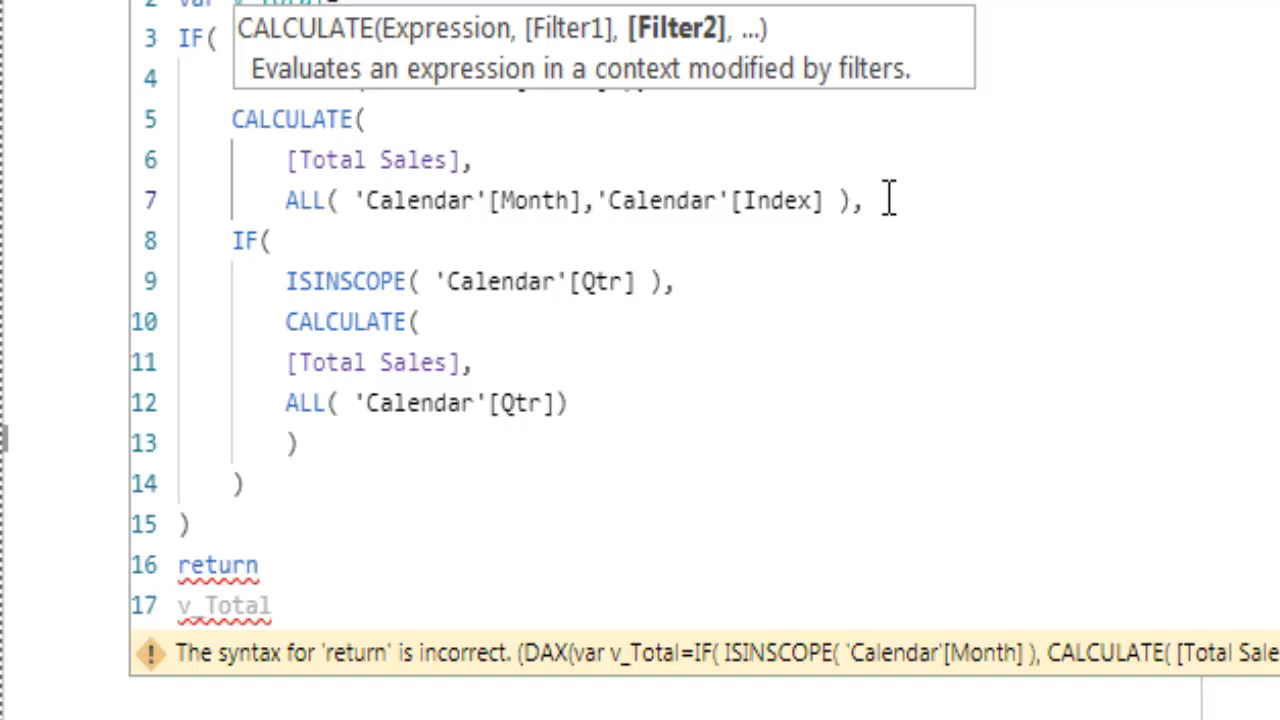 2 var v_Total=
CALCULATE(Expression, [Filter1], [Filter2], ...)
3 IF(
Evaluates an expression in a context modified by filters.
4
5 CALCULATE(
6 [Total Sales],
7 ALL( 'Calendar'[Month],'Calendar'[Index] ),
8 IF(
9 ISINSCOPE( 'Calendar'[Qtr] ),
10 CALCULATE(
11 [Total Sales],
12 ALL( 'Calendar'[Qtr])
13 )
14 )
15 )
16 return
17 v_Total
The syntax for 'return' is incorrect. (DAX(var v_Total=IF( ISINSCOPE( 'Calendar'[Month] ), CALCULATE( [Total Sale